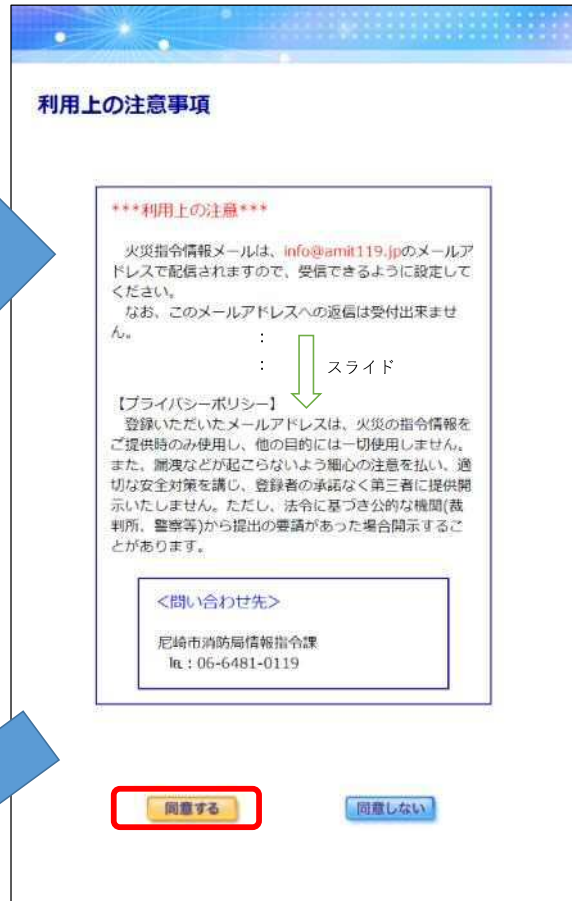 利用上の注意事項
***利用上の注意***
火災指令情報メールは、info@amit119.jpのメールア
ドレスで配信されますので、受信できるように設定して
ください。
なお、このメールアドレスへの返信は受付出来ませ
ん。
:
: スライド
【プライバシーポリシー】
登録いただいたメールアドレスは、火災の指令情報を
ご提供時のみ使用し、他の目的には一切使用しません。
また、漏洩などが起こらないよう細心の注意を払い、適
切な安全対策を講じ、登録者の承諾なく第三者に提供開
示いたしません。ただし、法令に基づき公的な機関(裁
判所、警察等)から提出の要請があった場合開示するこ
とがあります。
<問い合わせ先>
尼崎市消防局情報指令課
℡：06-6481-0119
同意する 同意しない